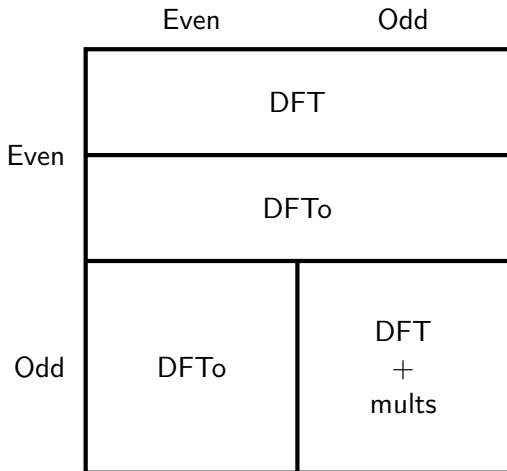 Even Odd
DFT
Even
DFTo
DFT
Odd DFTo +
mults